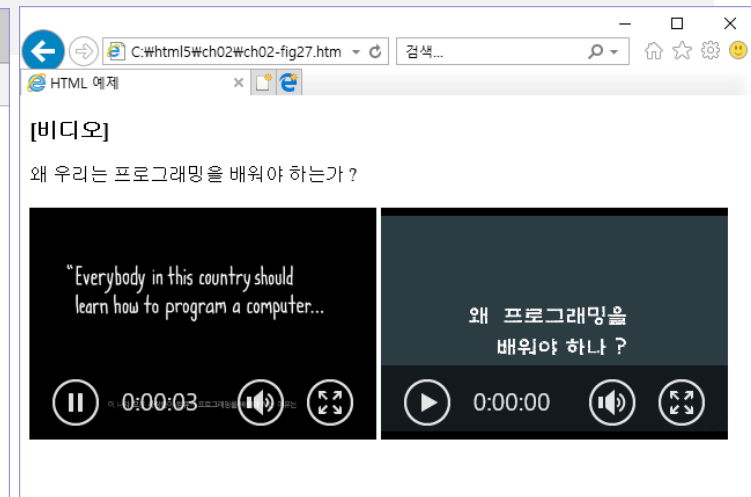 C:₩html5₩ch02₩ch02-fig27.htm
검색...
HTML 예제
[비디오]
왜 우리는 프로그래밍을 배워야 하는가 ?
"Everybody in this country should
learn how to program a computer...
0:00:03
왜 프로그래밍을
배워야 하나 ?
0:00:00